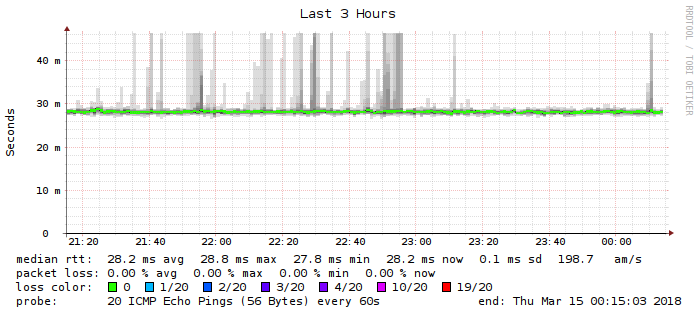 Last 3 Hours
RRDTOOL / TOBI OETIKER
Seconds
40 m
30 m
20 m
10 m
0
21:20 21:40 22:00 22:20 22:40 23:00 23:20 23:40 00:00
median rtt: 28.2 ms avg 28.8 ms max 27.8 ms min 28.2 ms now 0.1 ms sd 198.7 am/s
packet loss: 0.00 % avg 0.00 % max 0.00 % min 0.00 % now
loss color: 0 1/20 2/20 3/20 4/20 10/20 19/20
probe: 20 ICMP Echo Pings (56 Bytes) every 60s end: Thu Mar 15 00:15:03 2018